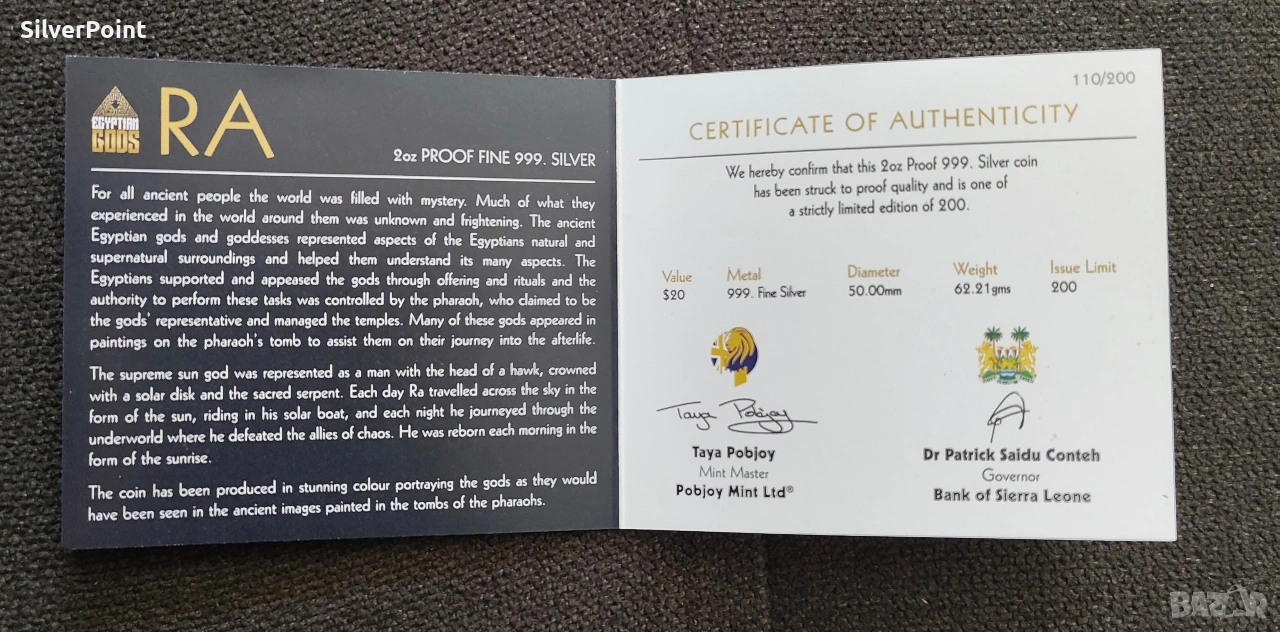 SilverPoint
EGYPTIAN
GODS
RA
2oz PROOF FINE 999. SILVER
For all ancient people the world was filled with mystery. Much of what they
experienced in the world around them was unknown and frightening. The ancient
Egyptian gods and goddesses represented aspects of the Egyptians natural and
supernatural surroundings and helped them understand its many aspects. The
Egyptians supported and appeased the gods through offering and rituals and the
authority to perform these tasks was controlled by the pharaoh, who claimed to be
the gods' representative and managed the temples. Many of these gods appeared in
paintings on the pharaoh's tomb to assist them on their journey into the afterlife.
The supreme sun god was represented as a man with the head of a hawk, crowned
with a solar disk and the sacred serpent. Each day Ra travelled across the sky in the
form of the sun, riding in his solar boat, and each night he journeyed through the
underworld where he defeated the allies of chaos. He was reborn each morning in the
form of the sunrise.
The coin has been produced in stunning colour portraying the gods as they would
have been seen in the ancient images painted in the tombs of the pharaohs.
110/200
CERTIFICATE OF AUTHENTICITY
We hereby confirm that this 2oz Proof 999. Silver coin
has been struck to proof quality and is one of
a strictly limited edition of 200.
Value Metal Diameter Weight Issue Limit
$20 999. Fine Silver 50.00mm 62.21gms 200
Taya Pobjoy
Taya Pobjoy
Mint Master
Pobjoy Mint Ltd®
Dr Patrick Saidu Conteh
Governor
Bank of Sierra Leone
BAZAR